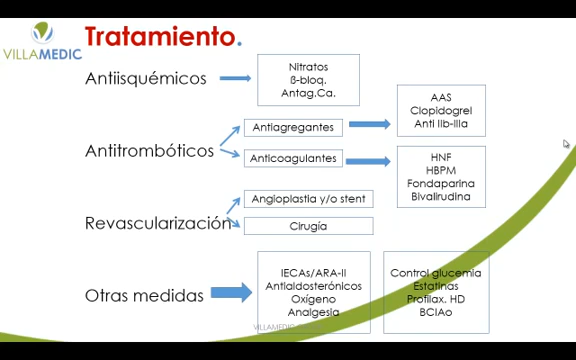 Tratamiento.
VILLAMEDIC
Antiisquémicos
Nitratos
ß-bloq.
Antag.Ca.
Antitrombóticos
Antiagregantes
AAS
Clopidogrel
Anti IIb-IIIa
Anticoagulantes
HNF
HBPM
Fondaparina
Bivalirudina
Revascularización
Angioplastia y/o stent
Cirugía
Otras medidas
IECAs/ARA-II
Antialdosterónicos
Oxígeno
Analgesia
Control glucemia
Estatinas
Profilax. HD
BCIAo
VILLAMEDIC